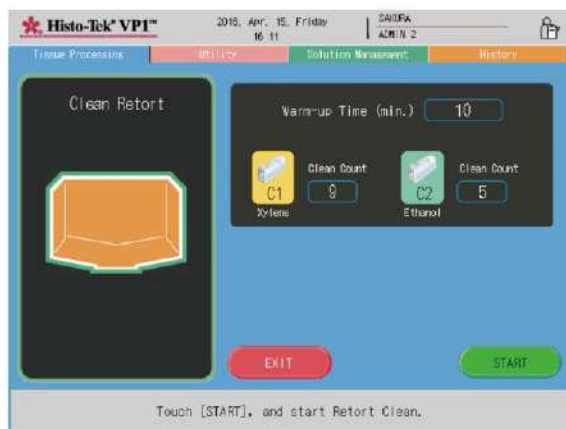 Histo-Tek® VP1™
2016. Apr. 15. Friday
16 11
SAKURA
ADMIN 2
Tissue Processing
Utility
Solution Management
History
Clean Retort
Warm-up Time (min.) 10
Clean Count
C1
9
Xylene
Clean Count
C2
5
Ethanol
EXIT
START
Touch [START], and start Retort Clean.